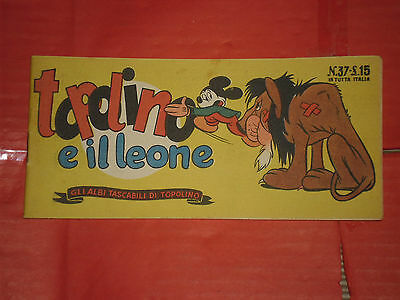 topolino
e il leone
N.37-L.15
IN TUTTA ITALIA
GLI ALBI TASCABILI DI TOPOLINO